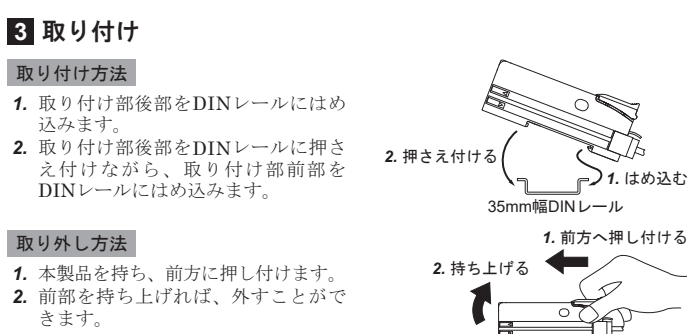 3 取り付け
取り付け方法
1. 取り付け部後部をDINレールにはめ
込みます。
2. 取り付け部後部をDINレールに押さ
え付けながら、取り付け部前部を
DINレールにはめ込みます。
2. 押さえ付ける
1. はめ込む
35mm幅DINレール
取り外し方法
1. 本製品を持ち、前方に押し付けます。
2. 前部を持ち上げれば、外すことがで
きます。
1. 前方へ押し付ける
2. 持ち上げる